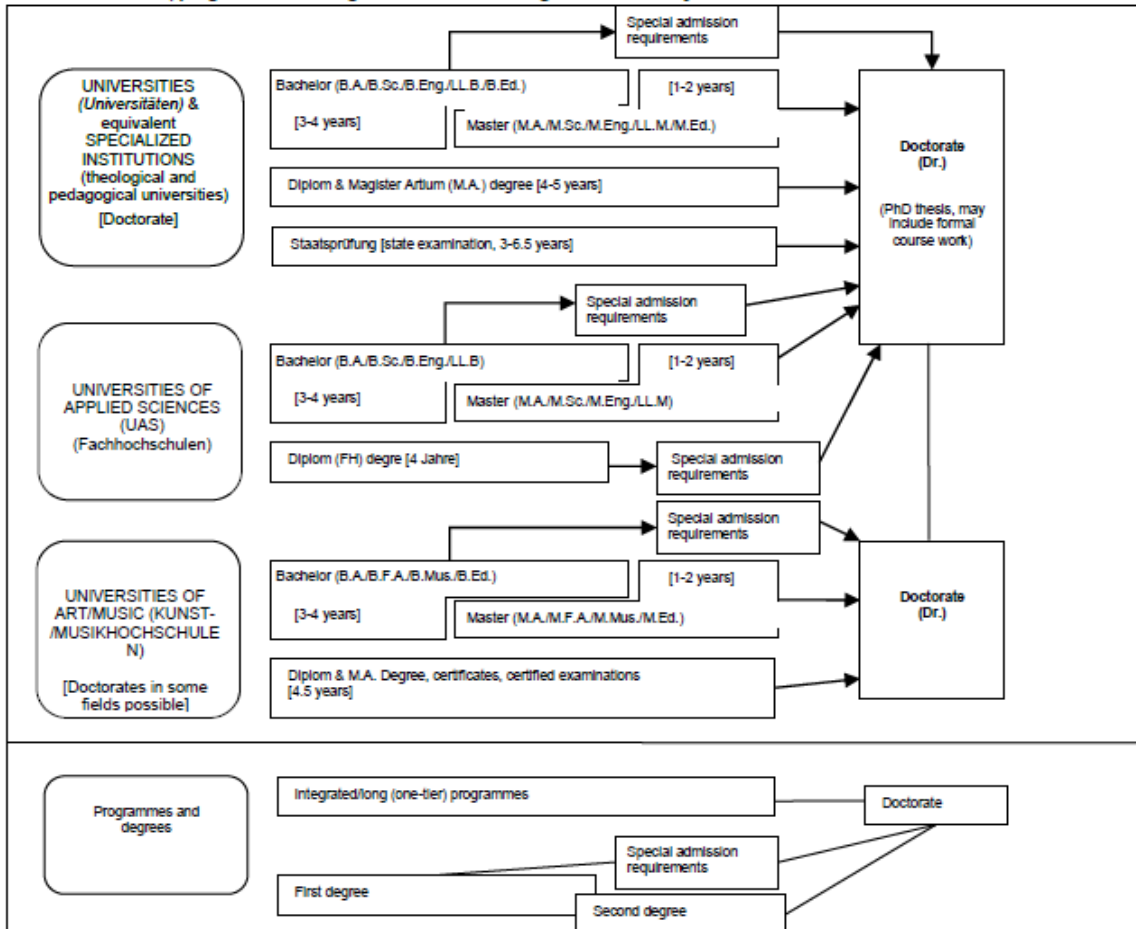 Special admission
requirements
UNIVERSITIES
(Universitäten) &
equivalent
SPECIALIZED
INSTITUTIONS
(theological and
pedagogical universities)
[Doctorate]
Bachelor (B.A./B.Sc./B.Eng./LL.B./B.Ed.)
[3-4 years]
[1-2 years]
Master (M.A./M.Sc./M.Eng./LL.M./M.Ed.)
Diplom & Magister Artium (M.A.) degree [4-5 years]
Staatsprüfung [state examination, 3-6.5 years]
Doctorate
(Dr.)
(PhD thesis, may
include formal
course work)
Special admission
requirements
UNIVERSITIES OF
APPLIED SCIENCES
(UAS)
(Fachhochschulen)
Bachelor (B.A./B.Sc./B.Eng./LL.B)
[3-4 years]
[1-2 years]
Master (M.A./M.Sc./M.Eng./LL.M)
Diplom (FH) degre [4 Jahre]
Special admission
requirements
Special admission
requirements
UNIVERSITIES OF
ART/MUSIC (KUNST-
/MUSIKHOCHSCHULE
N)
[Doctorates in some
fields possible]
Bachelor (B.A./B.F.A./B.Mus./B.Ed.)
[3-4 years]
[1-2 years]
Master (M.A./M.F.A./M.Mus./M.Ed.)
Diplom & M.A. Degree, certificates, certified examinations
[4.5 years]
Doctorate
(Dr.)
Programmes and
degrees
Integrated/long (one-tier) programmes
Doctorate
Special admission
requirements
First degree
Second degree